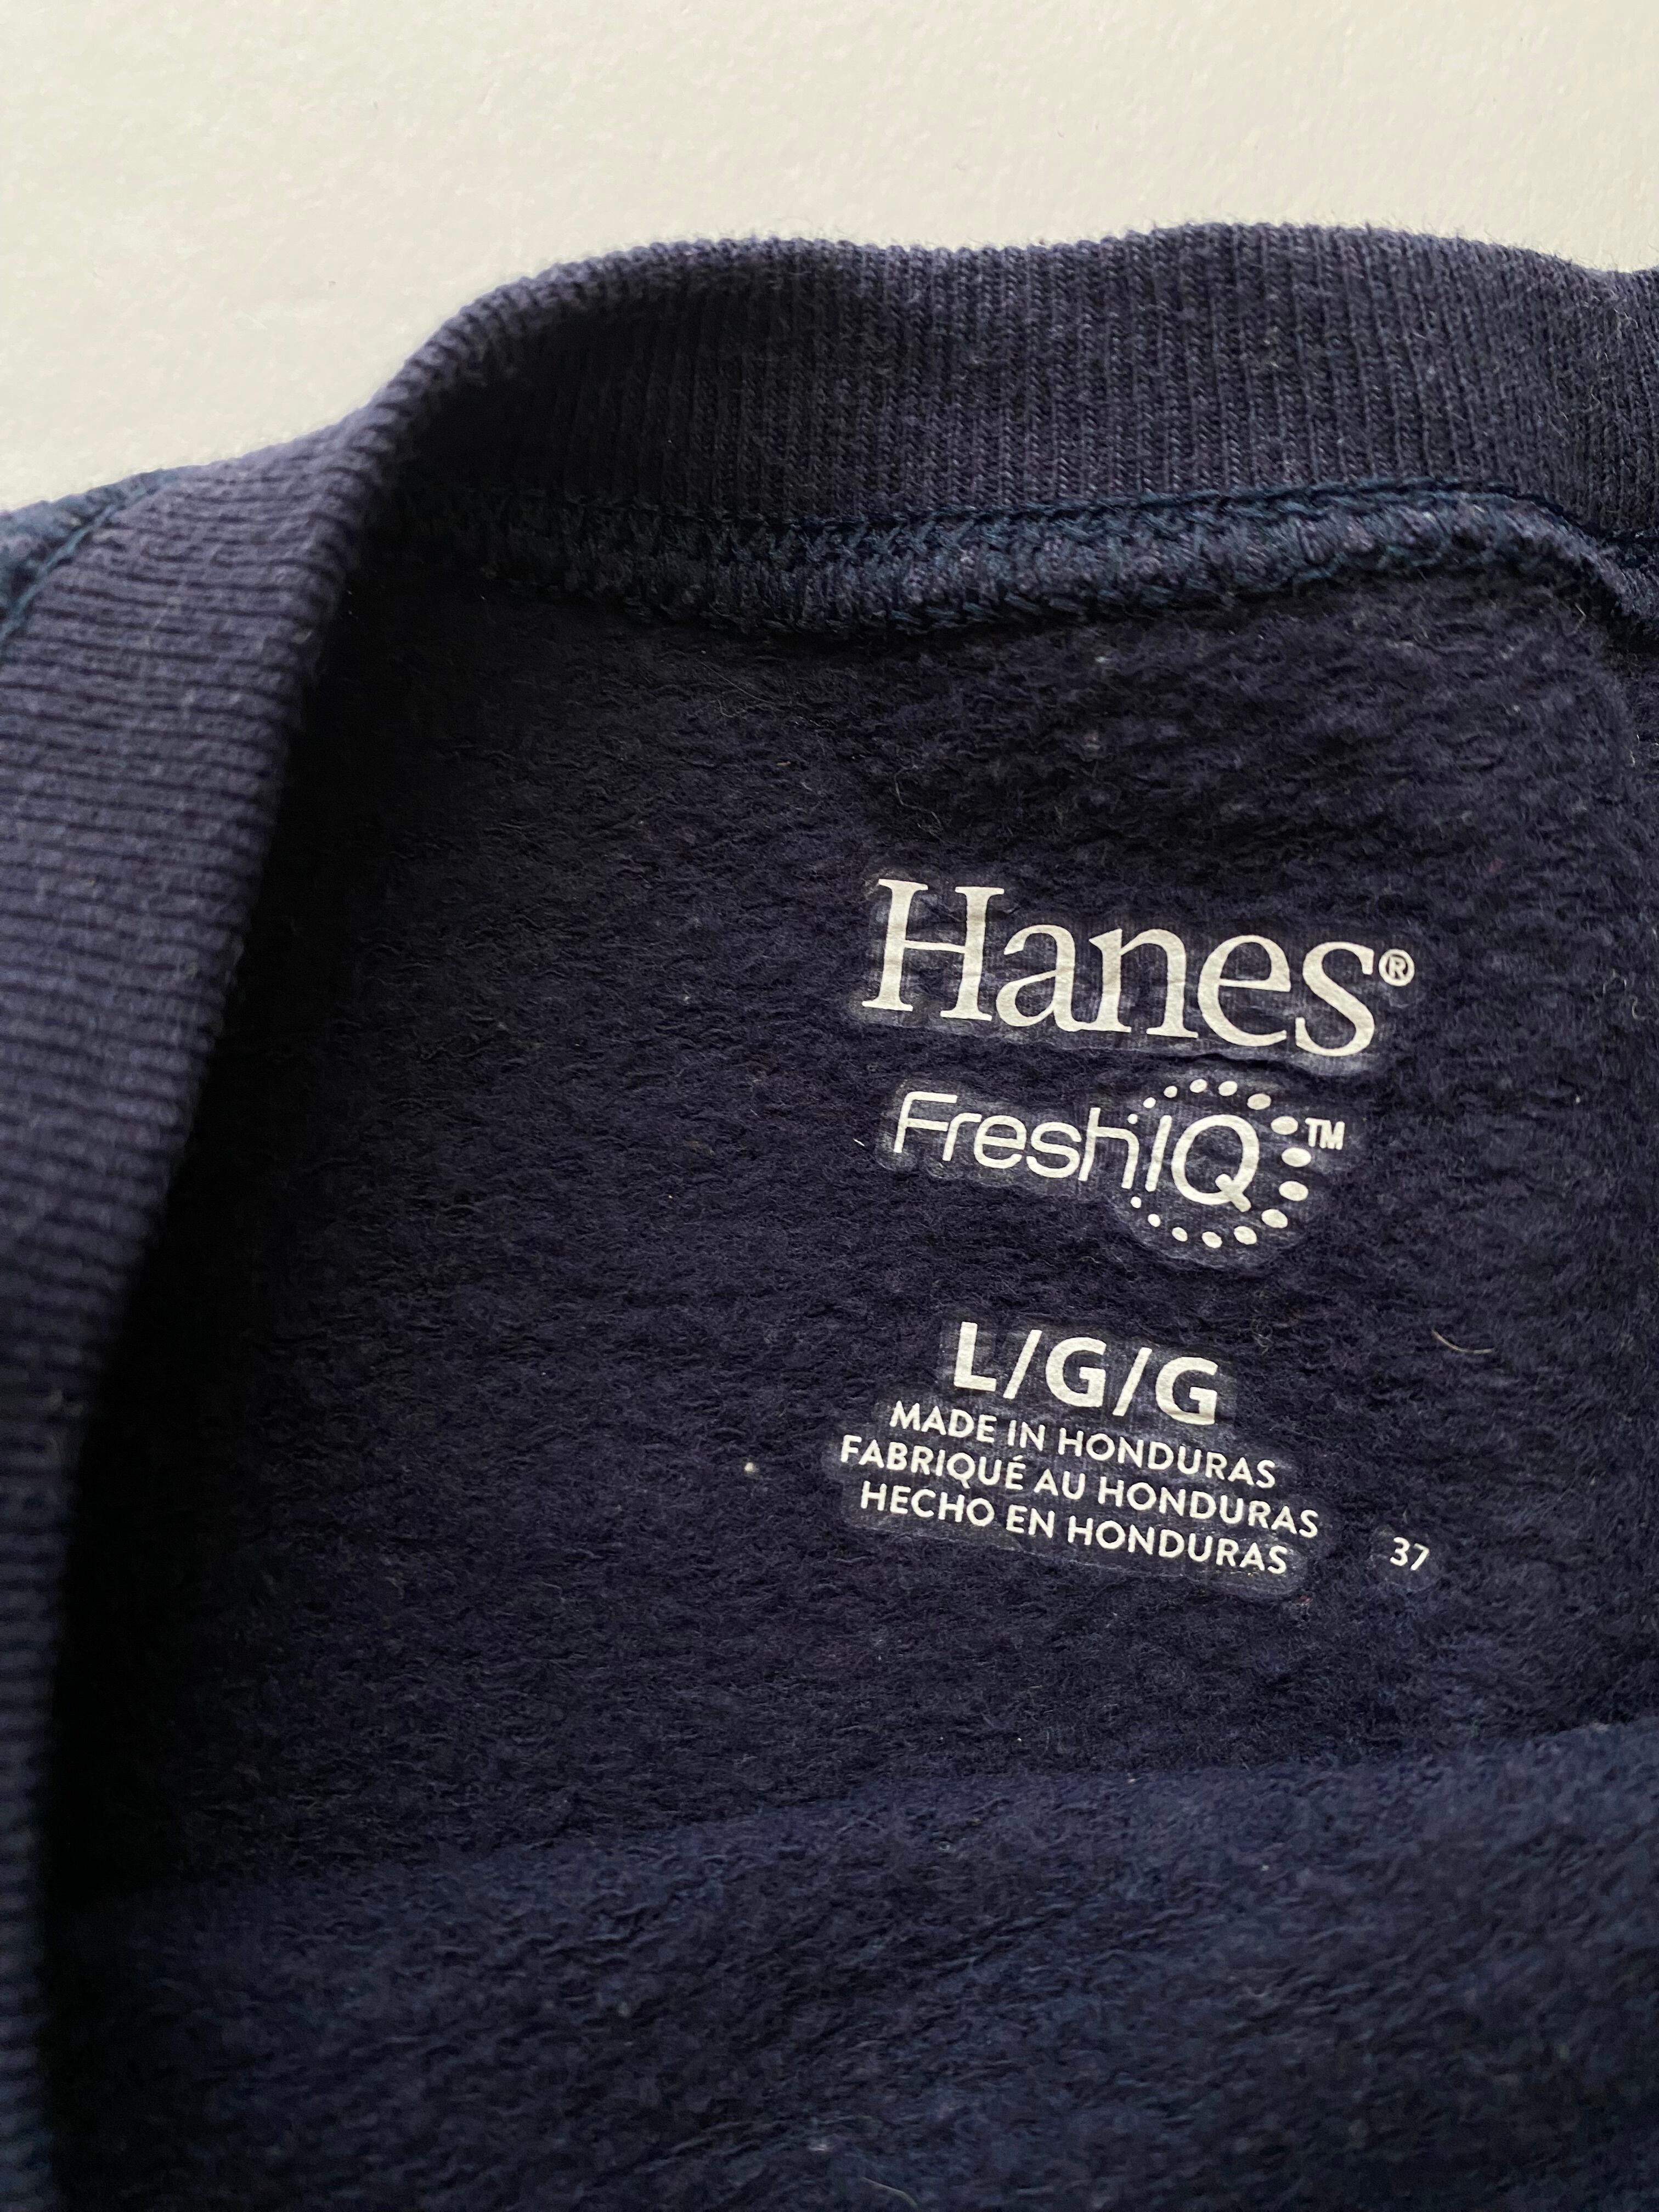 Hanes®
FreshIQ™
L/G/G
MADE IN HONDURAS
FABRIQUÉ AU HONDURAS
HECHO EN HONDURAS
37